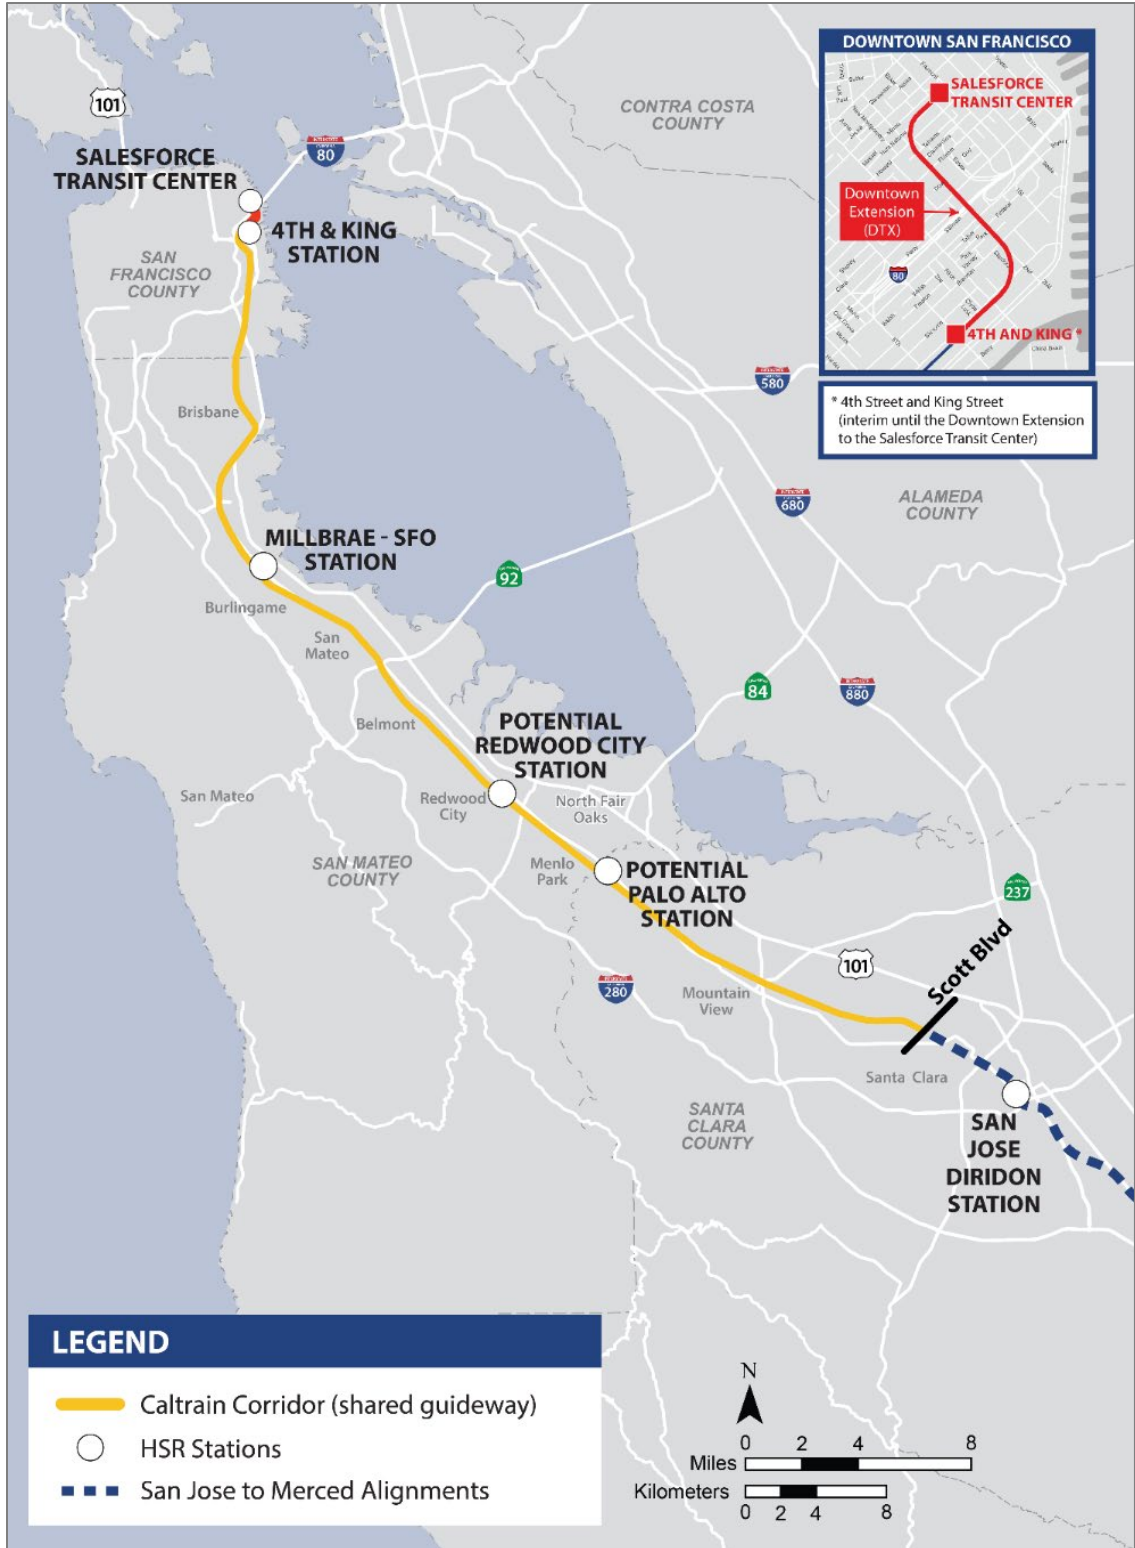 101
SALESFORCE
TRANSIT CENTER
80
4TH & KING
STATION
SAN
FRANCISCO
COUNTY
CONTRA COSTA
COUNTY
DOWNTOWN SAN FRANCISCO
SALESFORCE
TRANSIT CENTER
Downtown
Extension
(DTX)
80
4TH AND KING *
* 4th Street and King Street
(interim until the Downtown Extension
to the Salesforce Transit Center)
580
Brisbane
680
ALAMEDA
COUNTY
MILLBRAE - SFO
STATION
92
Burlingame
San
Mateo
84
880
Belmont
POTENTIAL
REDWOOD CITY
STATION
San Mateo
Redwood
City
North Fair
Oaks
SAN MATEO
COUNTY
Menlo
Park
POTENTIAL
PALO ALTO
STATION
237
Scott Blvd
101
280
Mountain
View
Santa Clara
SANTA
CLARA
COUNTY
SAN
JOSE
DIRIDON
STATION
LEGEND
Caltrain Corridor (shared guideway)
HSR Stations
San Jose to Merced Alignments
N
0 2 4 8
Miles
Kilometers
0 2 4 8